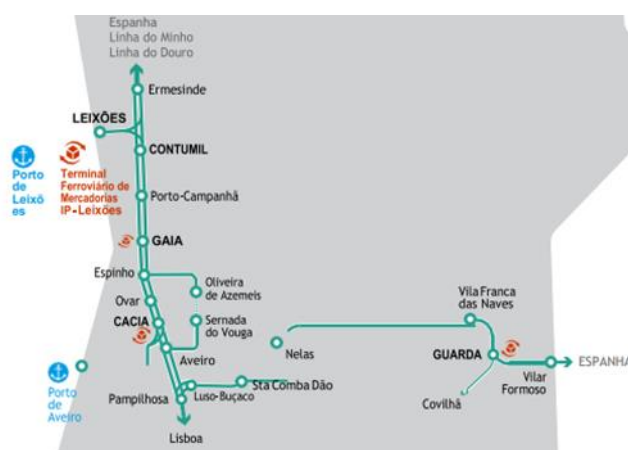 Espanha
Linha do Minho
Linha do Douro
Ermesinde
LEIXÕES
CONTUMIL
Porto
de
Leixõ
es
Terminal
Ferroviário de
Mercadorias
IP-Leixões
Porto-Campanhã
GAIA
Espinho
Oliveira
de Azemeis
Ovar
CACIA
Sernada
do Vouga
Aveiro
Vila Franca
das Naves
Nelas
GUARDA
ESPANHA
Vilar
Formoso
Porto
de
Aveiro
Pampilhosa
Luso-Buçaco
Sta Comba Dão
Covilhã
Lisboa